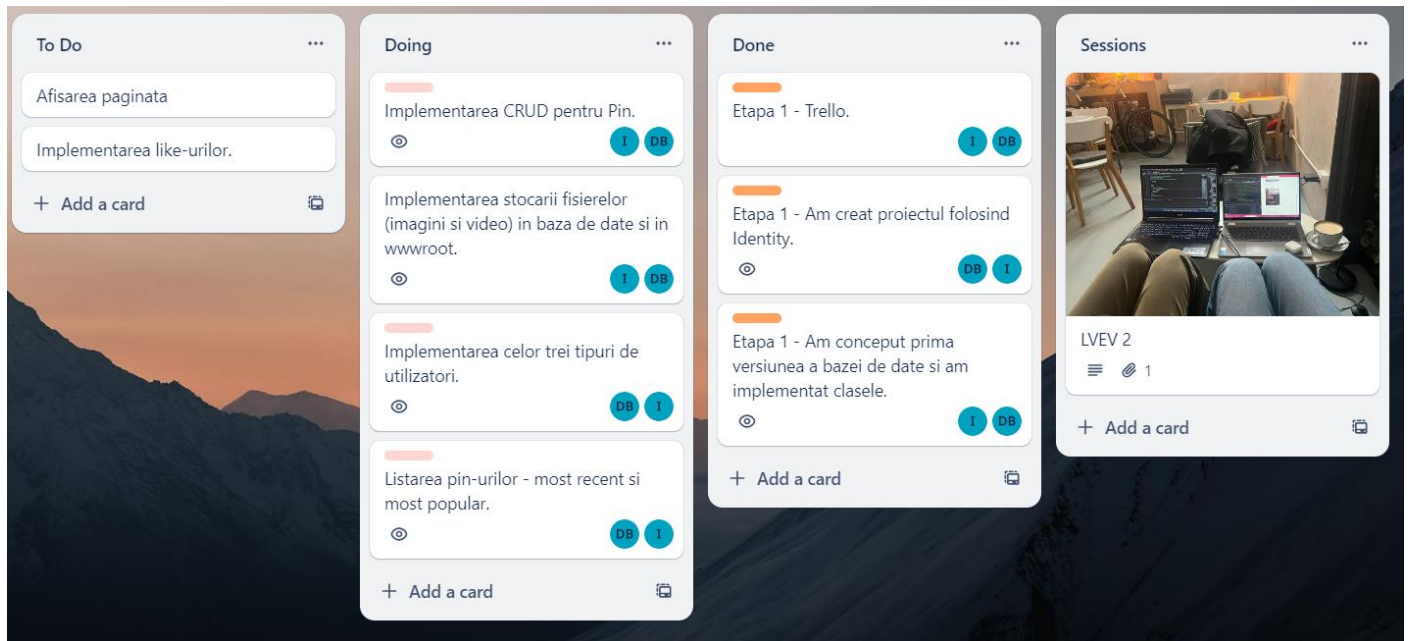 To Do
Afisarea paginata
Implementarea like-urilor.
Add a card
Doing
Implementarea CRUD pentru Pin.
I DB
Implementarea stocarii fisierelor
(imagini si video) in baza de date si in
wwwroot.
I DB
Implementarea celor trei tipuri de
utilizatori.
DB I
Listarea pin-urilor - most recent si
most popular.
DB I
Add a card
Done
Etapa 1 - Trello.
I DB
Etapa 1 - Am creat proiectul folosind
Identity.
DB I
Etapa 1 - Am conceput prima
versiunea a bazei de date si am
implementat clasele.
I DB
Add a card
Sessions
LVEV 2
1
Add a card